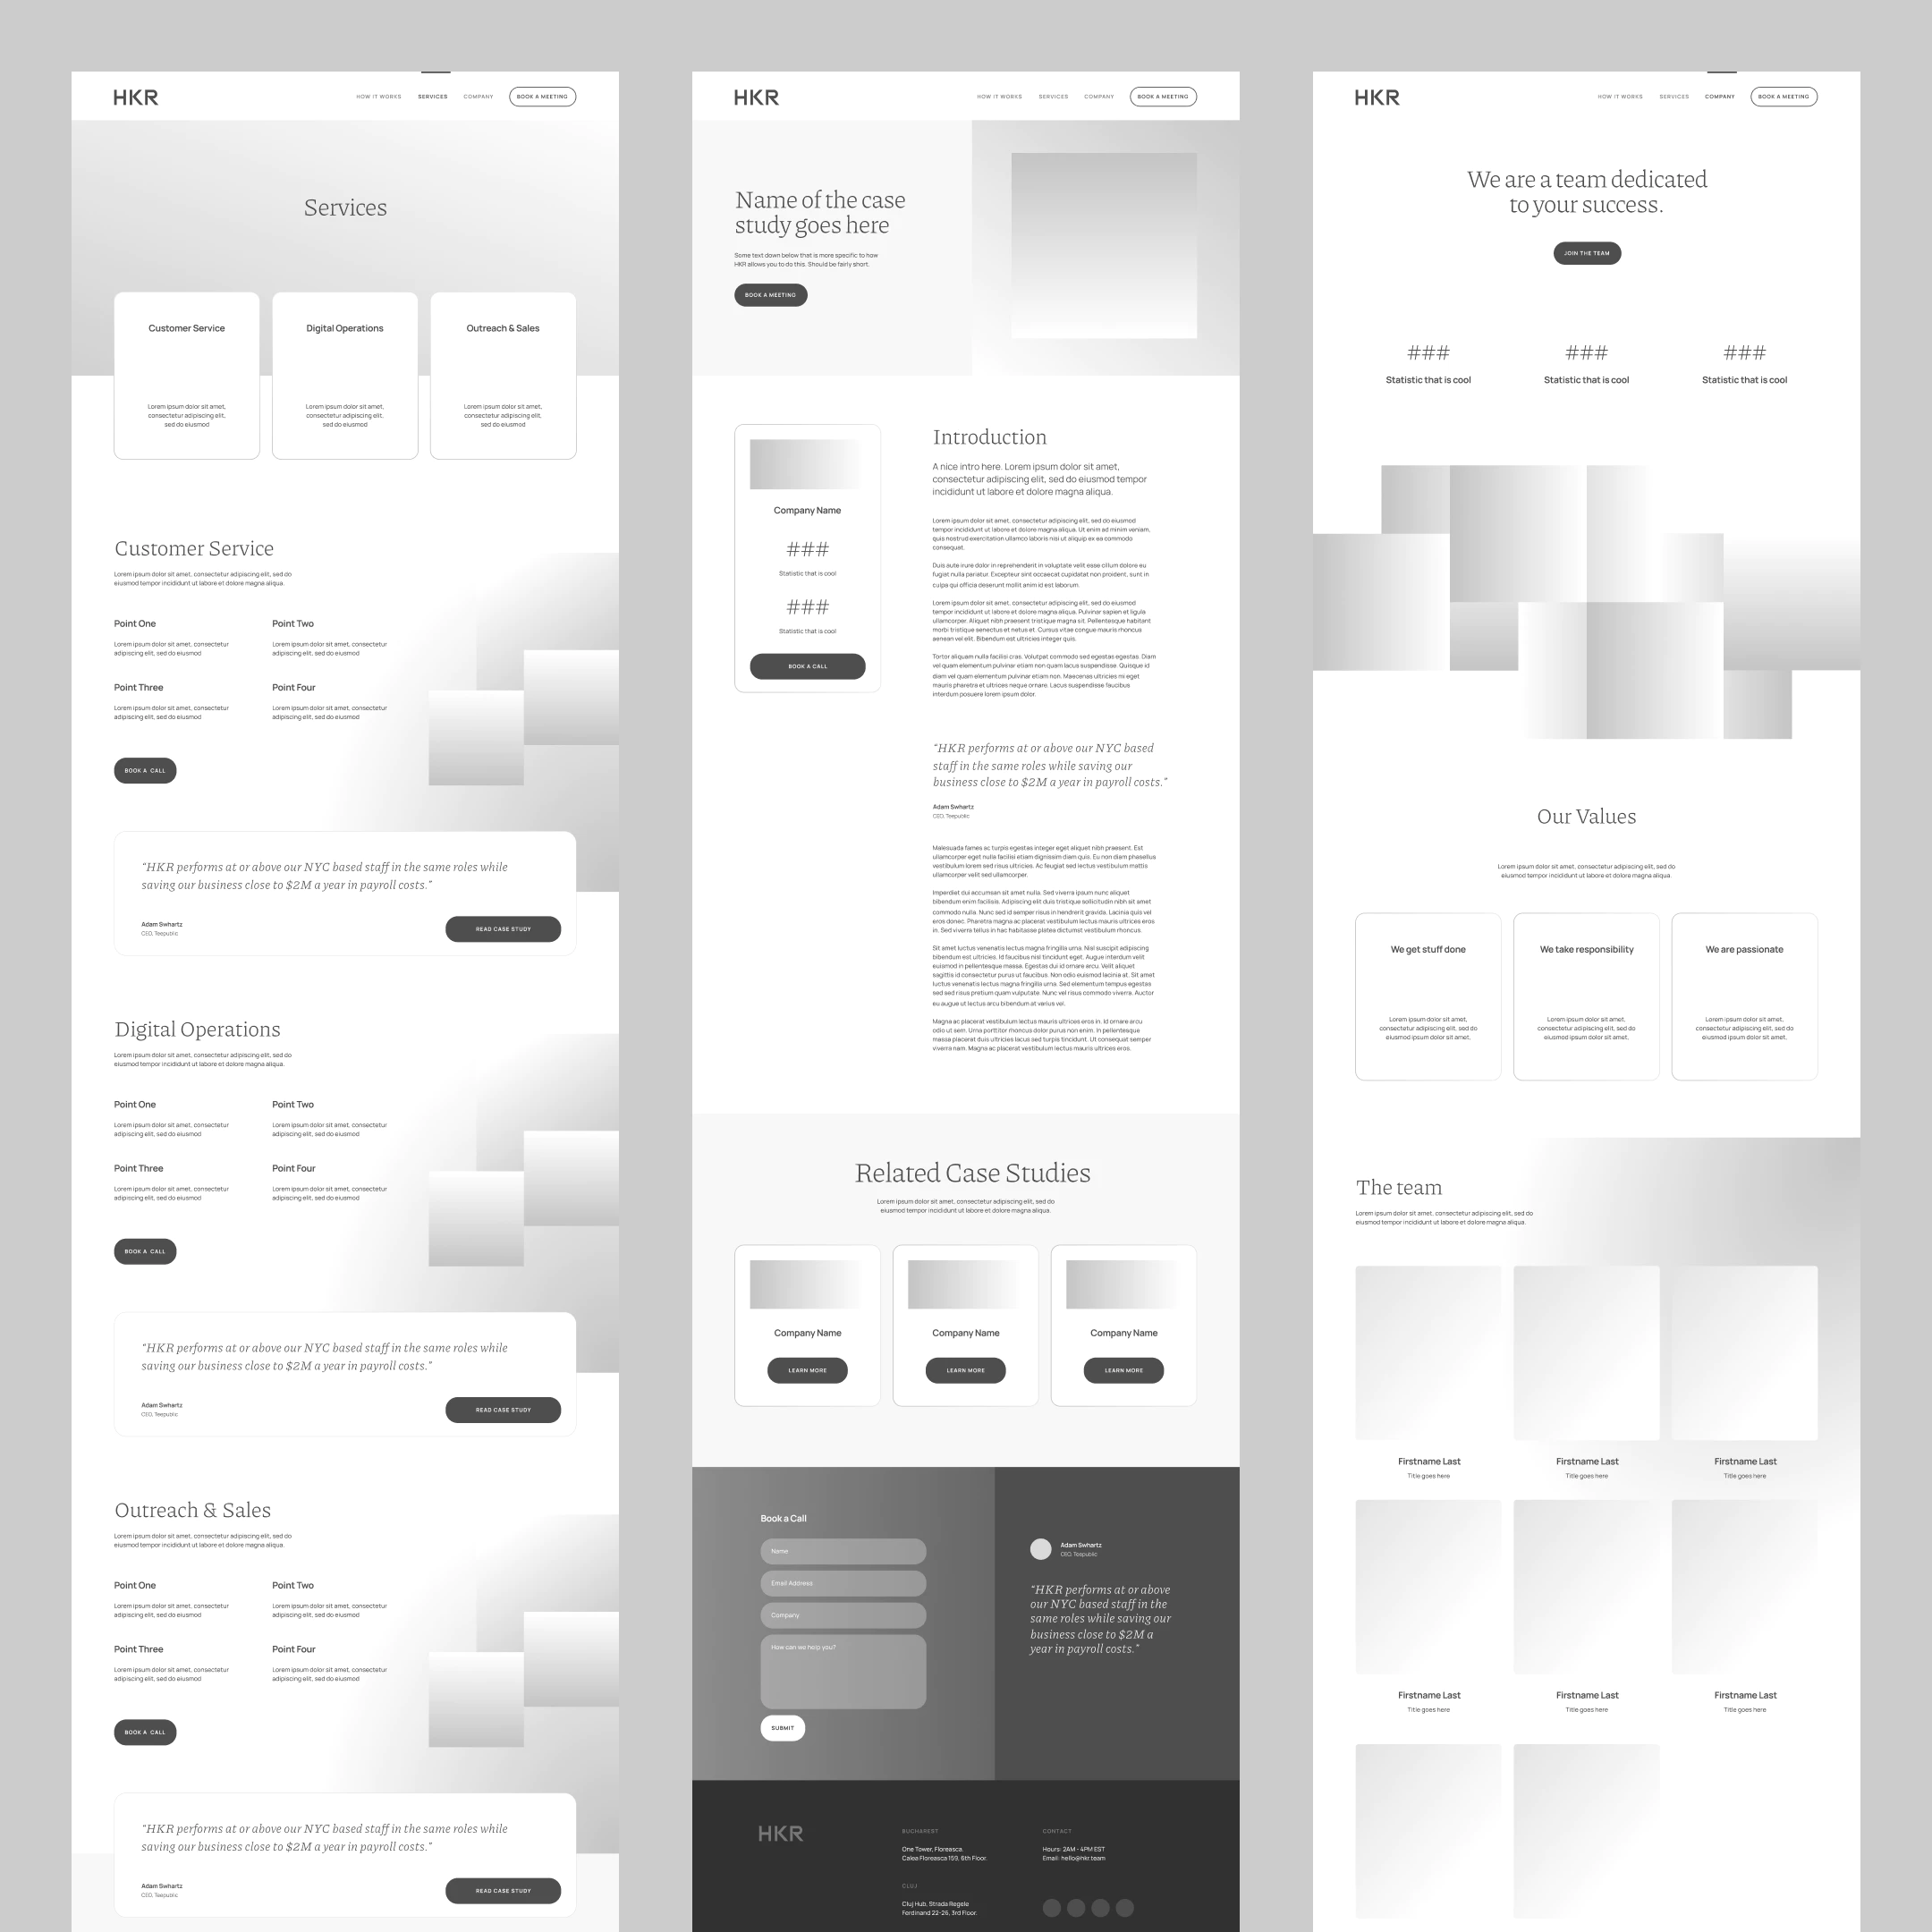 HKR
HOW IT WORKS SERVICES COMPANY BOOK A MEETING
Services
Customer Service
Lorem ipsum dolor sit amet,
consectetur adipiscing elit,
sed do eiusmod
Digital Operations
Lorem ipsum dolor sit amet,
consectetur adipiscing elit,
sed do eiusmod
Outreach & Sales
Lorem ipsum dolor sit amet,
consectetur adipiscing elit,
sed do eiusmod
Customer Service
Lorem ipsum dolor sit amet, consectetur adipiscing elit, sed do
eiusmod tempor incididunt ut labore et dolore magna aliqua.
Point One
Lorem ipsum dolor sit amet, consectetur
adipiscing elit, sed do eiusmod
Point Two
Lorem ipsum dolor sit amet, consectetur
adipiscing elit, sed do eiusmod
Point Three
Lorem ipsum dolor sit amet, consectetur
adipiscing elit, sed do eiusmod
Point Four
Lorem ipsum dolor sit amet, consectetur
adipiscing elit, sed do eiusmod
BOOK A CALL
“HKR performs at or above our NYC based staff in the same roles while
saving our business close to $2M a year in payroll costs.”
Adam Swhartz
CEO, Teepublic
READ CASE STUDY
Digital Operations
Lorem ipsum dolor sit amet, consectetur adipiscing elit, sed do
eiusmod tempor incididunt ut labore et dolore magna aliqua.
Point One
Lorem ipsum dolor sit amet, consectetur
adipiscing elit, sed do eiusmod
Point Two
Lorem ipsum dolor sit amet, consectetur
adipiscing elit, sed do eiusmod
Point Three
Lorem ipsum dolor sit amet, consectetur
adipiscing elit, sed do eiusmod
Point Four
Lorem ipsum dolor sit amet, consectetur
adipiscing elit, sed do eiusmod
BOOK A CALL
“HKR performs at or above our NYC based staff in the same roles while
saving our business close to $2M a year in payroll costs.”
Adam Swhartz
CEO, Teepublic
READ CASE STUDY
Outreach & Sales
Lorem ipsum dolor sit amet, consectetur adipiscing elit, sed do
eiusmod tempor incididunt ut labore et dolore magna aliqua.
Point One
Lorem ipsum dolor sit amet, consectetur
adipiscing elit, sed do eiusmod
Point Two
Lorem ipsum dolor sit amet, consectetur
adipiscing elit, sed do eiusmod
Point Three
Lorem ipsum dolor sit amet, consectetur
adipiscing elit, sed do eiusmod
Point Four
Lorem ipsum dolor sit amet, consectetur
adipiscing elit, sed do eiusmod
BOOK A CALL
“HKR performs at or above our NYC based staff in the same roles while
saving our business close to $2M a year in payroll costs.”
Adam Swhartz
CEO, Teepublic
READ CASE STUDY
HKR
HOW IT WORKS SERVICES COMPANY BOOK A MEETING
Name of the case
study goes here
Some text down below that is more specific to how
HKR allows you to do this. Should be fairly short.
BOOK A MEETING
Company Name
###
Statistic that is cool
###
Statistic that is cool
BOOK A CALL
Introduction
A nice intro here. Lorem ipsum dolor sit amet,
consectetur adipiscing elit, sed do eiusmod tempor
incididunt ut labore et dolore magna aliqua.
Lorem ipsum dolor sit amet, consectetur adipiscing elit, sed do eiusmod
tempor incididunt ut labore et dolore magna aliqua. Ut enim ad minim veniam,
quis nostrud exercitation ullamco laboris nisi ut aliquip ex ea commodo
consequat.
Duis aute irure dolor in reprehenderit in voluptate velit esse cillum dolore eu
fugiat nulla pariatur. Excepteur sint occaecat cupidatat non proident, sunt in
culpa qui officia deserunt mollit anim id est laborum.
Lorem ipsum dolor sit amet, consectetur adipiscing elit, sed do eiusmod
tempor incididunt ut labore et dolore magna aliqua. Pulvinar sapien et ligula
ullamcorper. Aliquet nibh praesent tristique magna sit. Pellentesque habitant
morbi tristique senectus et netus et. Cursus vitae congue mauris rhoncus
aenean vel elit. Bibendum est ultricies integer quis.
Tortor aliquam nulla facilisi cras. Volutpat commodo sed egestas egestas. Diam
vel quam elementum pulvinar etiam non quam lacus suspendisse. Quisque id
diam vel quam elementum pulvinar etiam non. Maecenas ultricies mi eget
mauris pharetra et ultrices neque ornare. Lacus suspendisse faucibus
interdum posuere lorem ipsum dolor.
“HKR performs at or above our NYC based
staff in the same roles while saving our
business close to $2M a year in payroll costs.”
Adam Swhartz
CEO, Teepublic
Malesuada fames ac turpis egestas integer eget aliquet nibh praesent. Est
ullamcorper eget nulla facilisi etiam dignissim diam quis. Eu non diam phasellus
vestibulum lorem sed risus ultricies. Ac feugiat sed lectus vestibulum mattis
ullamcorper velit sed ullamcorper.
Imperdiet dui accumsan sit amet nulla. Sed viverra ipsum nunc aliquet
bibendum enim facilisis. Adipiscing elit duis tristique sollicitudin nibh sit amet
commodo nulla. Nunc sed id semper risus in hendrerit gravida. Lacinia quis vel
eros donec. Pharetra magna ac placerat vestibulum lectus mauris ultrices eros
in. Sed viverra tellus in hac habitasse platea dictumst vestibulum rhoncus.
Sit amet luctus venenatis lectus magna fringilla urna. Nisl suscipit adipiscing
bibendum est ultricies. Id faucibus nisl tincidunt eget. Augue interdum velit
euismod in pellentesque massa. Egestas dui id ornare arcu. Velit aliquet
sagittis id consectetur purus ut faucibus. Non odio euismod lacinia at. Sit amet
luctus venenatis lectus magna fringilla urna. Sed elementum tempus egestas
sed sed risus pretium quam vulputate. Nunc vel risus commodo viverra. Auctor
eu augue ut lectus arcu bibendum at varius vel.
Magna ac placerat vestibulum lectus mauris ultrices eros in. Id ornare arcu
odio ut sem. Urna porttitor rhoncus dolor purus non enim. In pellentesque
massa placerat duis ultricies lacus sed turpis tincidunt. Ut consequat semper
viverra nam. Magna ac placerat vestibulum lectus mauris ultrices eros.
Related Case Studies
Lorem ipsum dolor sit amet, consectetur adipiscing elit, sed do
eiusmod tempor incididunt ut labore et dolore magna aliqua.
Company Name
LEARN MORE
Company Name
LEARN MORE
Company Name
LEARN MORE
Book a Call
Name
Email Address
Company
How can we help you?
SUBMIT
Adam Swhartz
CEO, Teepublic
“HKR performs at or above
our NYC based staff in the
same roles while saving our
business close to $2M a
year in payroll costs.”
HKR
BUCHAREST
One Tower, Floreasca.
Calea Floreasca 159, 6th Floor.
CLUJ
Cluj Hub, Strada Regele
Ferdinand 22-26, 3rd Floor.
CONTACT
Hours: 2AM - 4PM EST
Email: hello@hkr.team
HKR
HOW IT WORKS SERVICES COMPANY BOOK A MEETING
We are a team dedicated
to your success.
JOIN THE TEAM
### ### ###
Statistic that is cool Statistic that is cool Statistic that is cool
Our Values
Lorem ipsum dolor sit amet, consectetur adipiscing elit, sed do
eiusmod tempor incididunt ut labore et dolore magna aliqua.
We get stuff done
Lorem ipsum dolor sit amet,
consectetur adipiscing elit, sed do
eiusmod ipsum dolor sit amet,
We take responsibility
Lorem ipsum dolor sit amet,
consectetur adipiscing elit, sed do
eiusmod ipsum dolor sit amet,
We are passionate
Lorem ipsum dolor sit amet,
consectetur adipiscing elit, sed do
eiusmod ipsum dolor sit amet,
The team
Lorem ipsum dolor sit amet, consectetur adipiscing elit, sed do
eiusmod tempor incididunt ut labore et dolore magna aliqua.
Firstname Last Firstname Last Firstname Last
Title goes here Title goes here Title goes here
Firstname Last Firstname Last Firstname Last
Title goes here Title goes here Title goes here